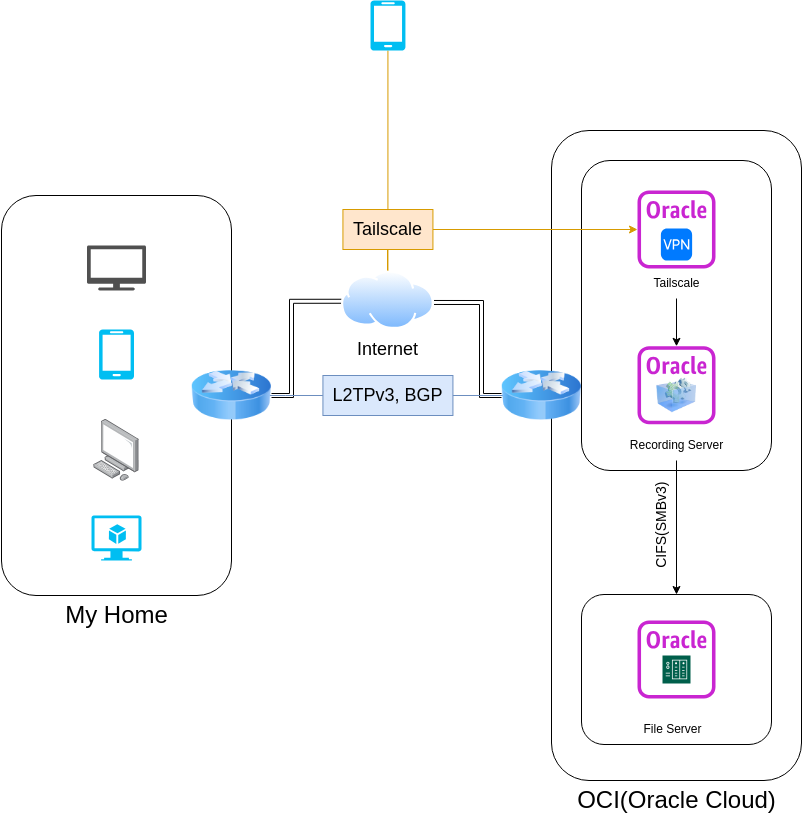 Tailscale
Oracle
VPN
Tailscale
Internet
L2TPv3, BGP
Oracle
Recording Server
CIFS(SMBv3)
Oracle
File Server
My Home
OCI(Oracle Cloud)